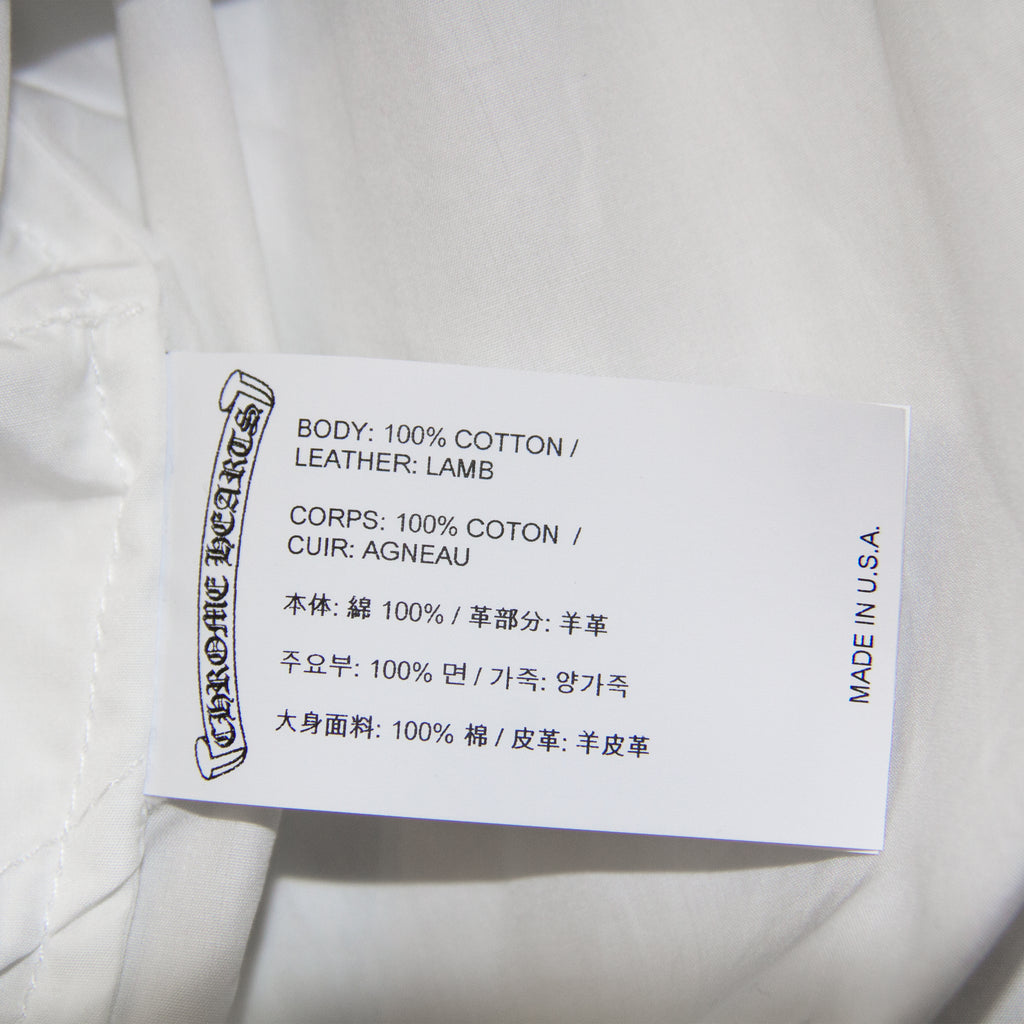 CHROME HEARTS
BODY: 100% COTTON /
LEATHER: LAMB
CORPS: 100% COTON /
CUIR: AGNEAU
本体: 綿 100% / 革部分: 羊革
주요부: 100% 면 / 가죽: 양가죽
大身面料: 100% 棉 / 皮革: 羊皮革
MADE IN U.S.A.